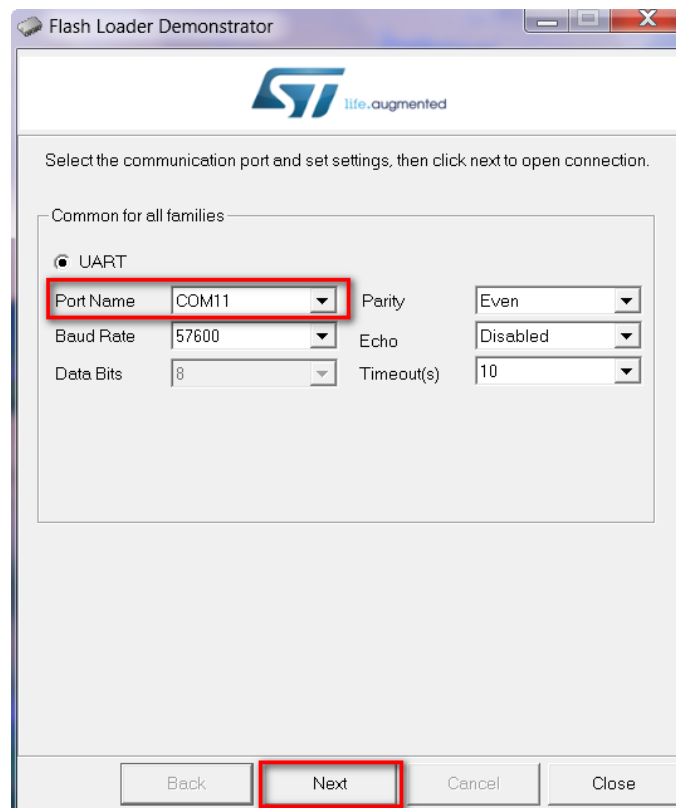 Flash Loader Demonstrator
ST life.augmented
Select the communication port and set settings, then click next to open connection.
Common for all families
UART
Port Name COM11 Parity Even
Baud Rate 57600 Echo Disabled
Data Bits 8 Timeout(s) 10
Back Next Cancel Close